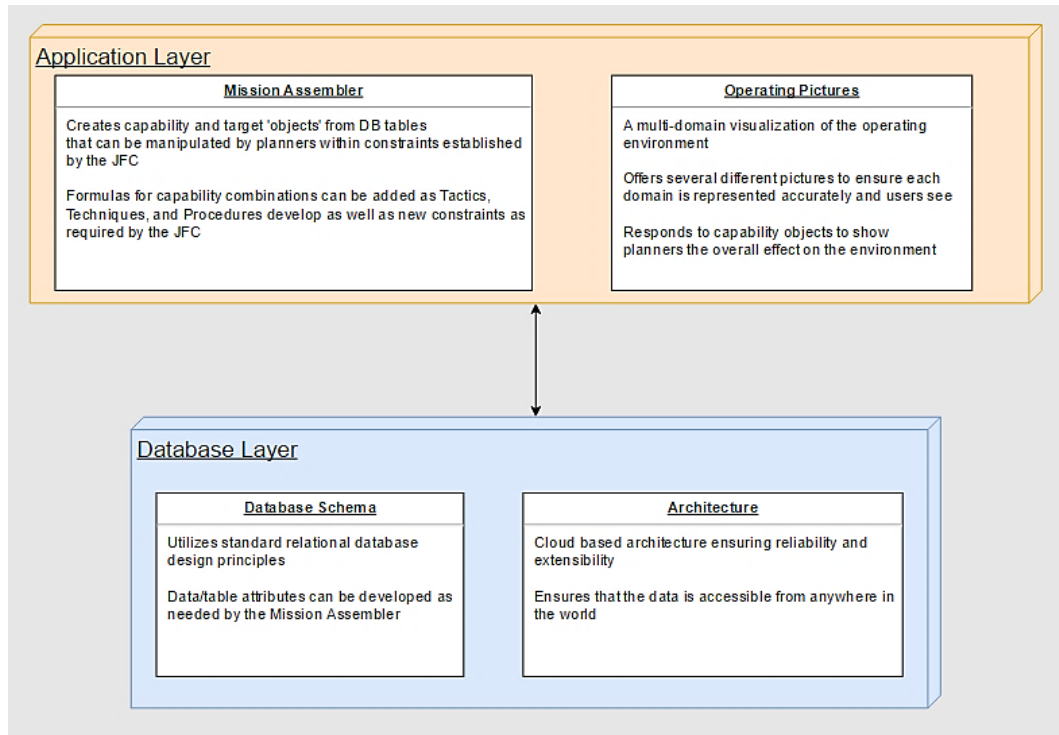 Application Layer
Mission Assembler
Creates capability and target 'objects' from DB tables
that can be manipulated by planners within constraints established
by the JFC
Formulas for capability combinations can be added as Tactics,
Techniques, and Procedures develop as well as new constraints as
required by the JFC
Operating Pictures
A multi-domain visualization of the operating
environment
Offers several different pictures to ensure each
domain is represented accurately and users see
Responds to capability objects to show
planners the overall effect on the environment
Database Layer
Database Schema
Utilizes standard relational database
design principles
Data/table attributes can be developed as
needed by the Mission Assembler
Architecture
Cloud based architecture ensuring reliability and
extensibility
Ensures that the data is accessible from anywhere in
the world